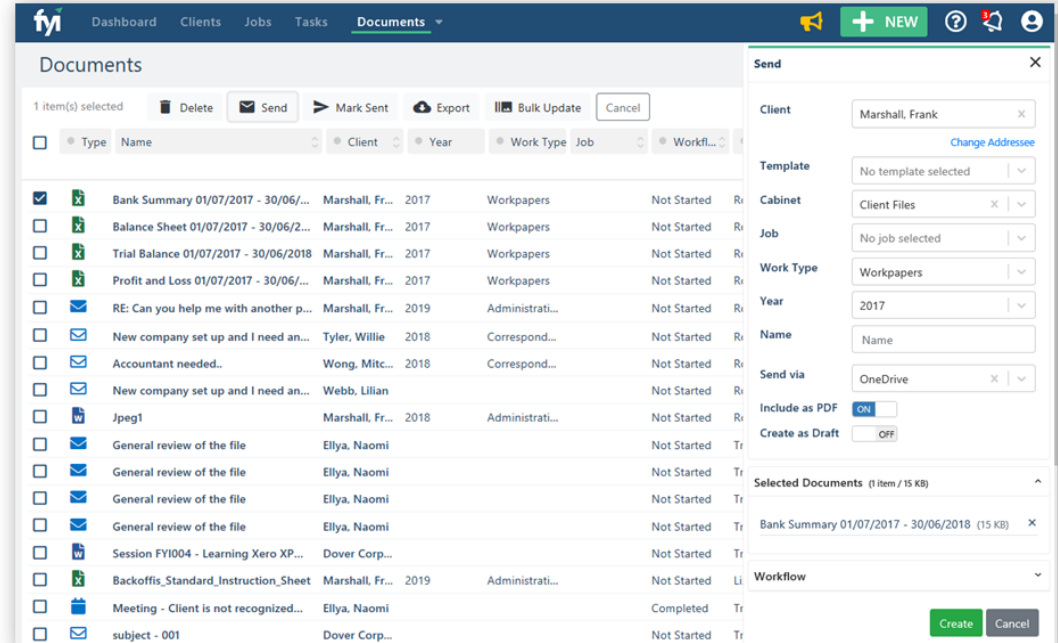 fyi Dashboard Clients Jobs Tasks Documents NEW 3
Documents
1 item(s) selected Delete Send Mark Sent Export Bulk Update Cancel
Type Name Client Year Work Type Job Workfl...
Bank Summary 01/07/2017 - 30/06/... Marshall, Fr... 2017 Workpapers Not Started
Balance Sheet 01/07/2017 - 30/06/2... Marshall, Fr... 2017 Workpapers Not Started
Trial Balance 01/07/2017 - 30/06/2018 Marshall, Fr... 2017 Workpapers Not Started
Profit and Loss 01/07/2017 - 30/06/... Marshall, Fr... 2017 Workpapers Not Started
RE: Can you help me with another p... Marshall, Fr... 2019 Administrati... Not Started
New company set up and I need an... Tyler, Willie 2018 Correspond... Not Started
Accountant needed.. Wong, Mitc... 2018 Correspond... Not Started
New company set up and I need an... Webb, Lilian Not Started
Jpeg1 Marshall, Fr... 2018 Administrati... Not Started
General review of the file Ellya, Naomi Not Started Tr
General review of the file Ellya, Naomi Not Started Tr
General review of the file Ellya, Naomi Not Started Tr
General review of the file Ellya, Naomi Not Started Tr
Session FYI004 - Learning Xero XP... Dover Corp... Not Started Tr
Backoffis_Standard_Instruction_Sheet Marshall, Fr... 2019 Administrati... Not Started Li
Meeting - Client is not recognized... Ellya, Naomi Completed Tr
subject - 001 Dover Corp... Not Started Tr
Send
Client Marshall, Frank
Change Addressee
Template No template selected
Cabinet Client Files
Job No job selected
Work Type Workpapers
Year 2017
Name Name
Send via OneDrive
Include as PDF ON
Create as Draft OFF
Selected Documents (1 item / 15 KB)
Bank Summary 01/07/2017 - 30/06/2018 (15 KB)
Workflow
Create Cancel